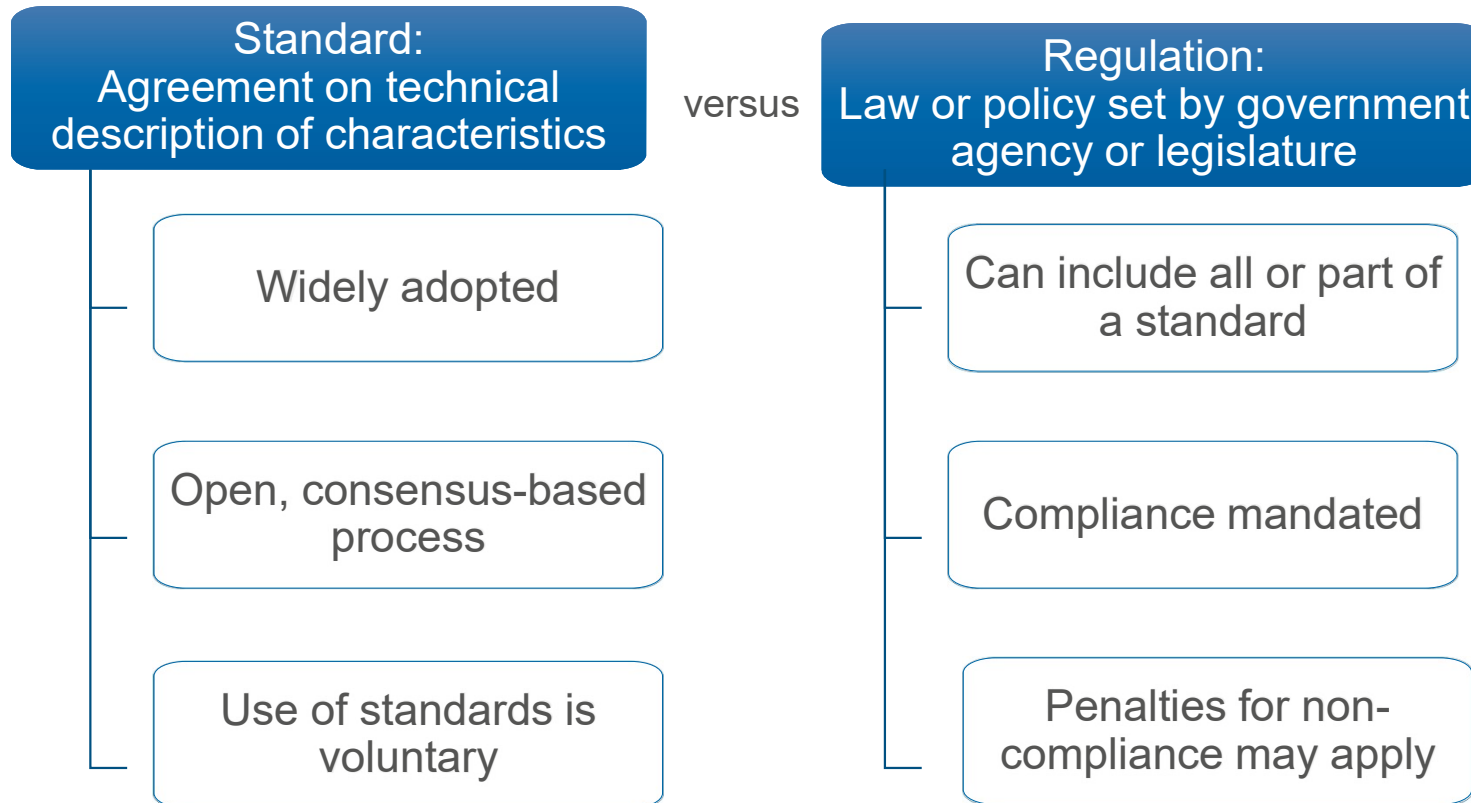 Standard:
Agreement on technical
description of characteristics
Widely adopted
Open, consensus-based
process
Use of standards is
voluntary
versus
Regulation:
Law or policy set by government
agency or legislature
Can include all or part of
a standard
Compliance mandated
Penalties for non-
compliance may apply